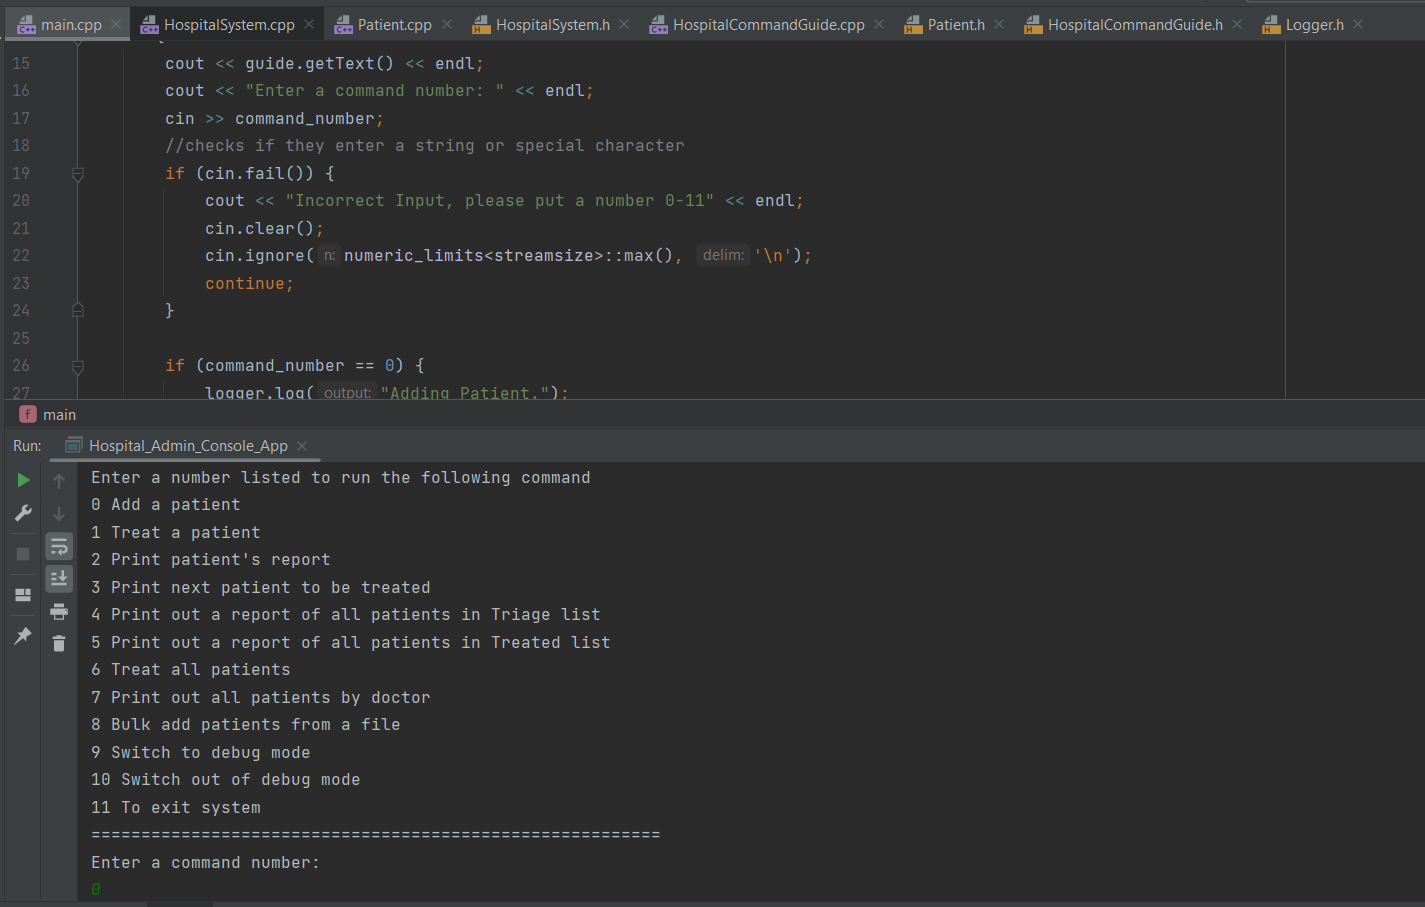 main.cpp HospitalSystem.cpp Patient.cpp HospitalSystem.h HospitalCommandGuide.cpp Patient.h HospitalCommandGuide.h Logger.h
15 cout << guide.getText() << endl;
16 cout << "Enter a command number: " << endl;
17 cin >> command_number;
18 //checks if they enter a string or special character
19 if (cin.fail()) {
20 cout << "Incorrect Input, please put a number 0-11" << endl;
21 cin.clear();
22 cin.ignore( n: numeric_limits<streamsize>::max(), delim: '\n');
23 continue;
24 }
25
26 if (command_number == 0) {
27 logger.log( output: "Adding Patient.");
f main
Run: Hospital_Admin_Console_App
Enter a number listed to run the following command
0 Add a patient
1 Treat a patient
2 Print patient's report
3 Print next patient to be treated
4 Print out a report of all patients in Triage list
5 Print out a report of all patients in Treated list
6 Treat all patients
7 Print out all patients by doctor
8 Bulk add patients from a file
9 Switch to debug mode
10 Switch out of debug mode
11 To exit system
=========================================================
Enter a command number:
0